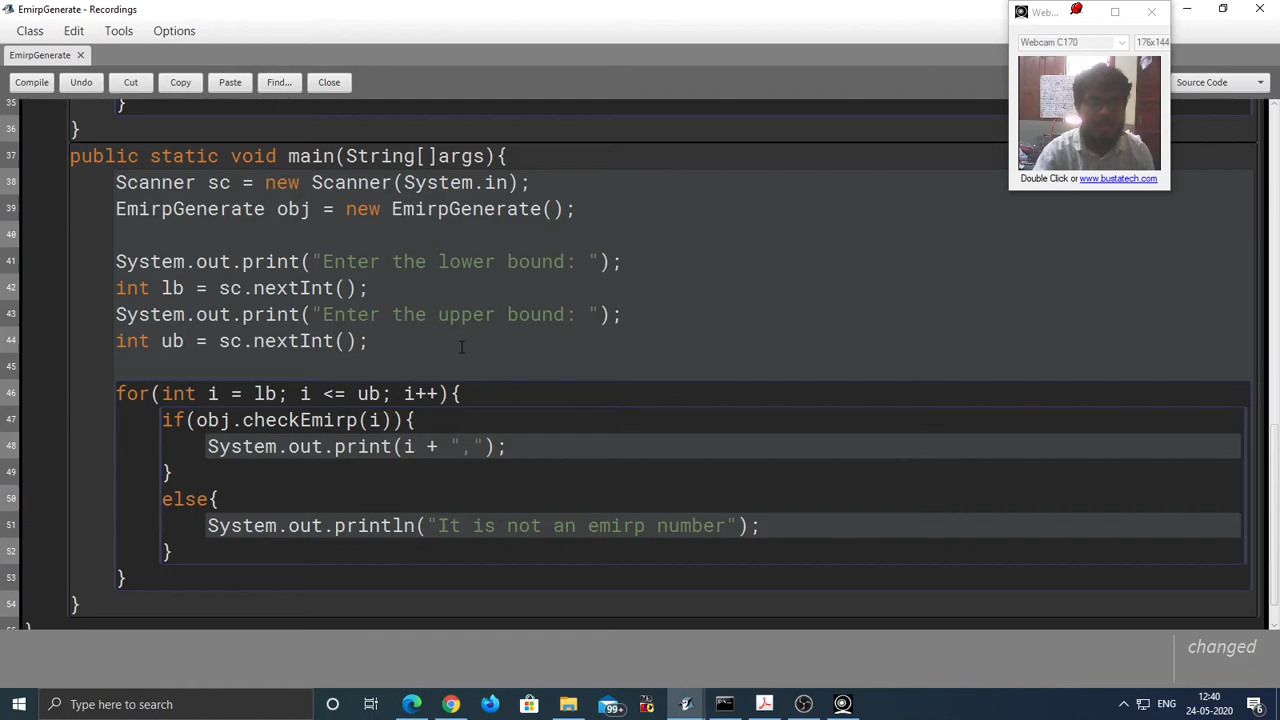 EmirpGenerate - Recordings
Web...
Class Edit Tools Options
Webcam C170 176x144
EmirpGenerate ×
Compile Undo Cut Copy Paste Find... Close Source Code
35 }
36 }
37 public static void main(String[]args){
38 Scanner sc = new Scanner(System.in);
Double Click or www.bustatech.com
39 EmirpGenerate obj = new EmirpGenerate();
40
41 System.out.print("Enter the lower bound: ");
42 int lb = sc.nextInt();
43 System.out.print("Enter the upper bound: ");
44 int ub = sc.nextInt();
45
46 for(int i = lb; i <= ub; i++){
47 if(obj.checkEmirp(i)){
48 System.out.print(i + ",");
49 }
50 else{
51 System.out.println("It is not an emirp number");
52 }
53 }
54 }
55 }
changed
Type here to search 99+ ENG 12:40
24-05-2020 6